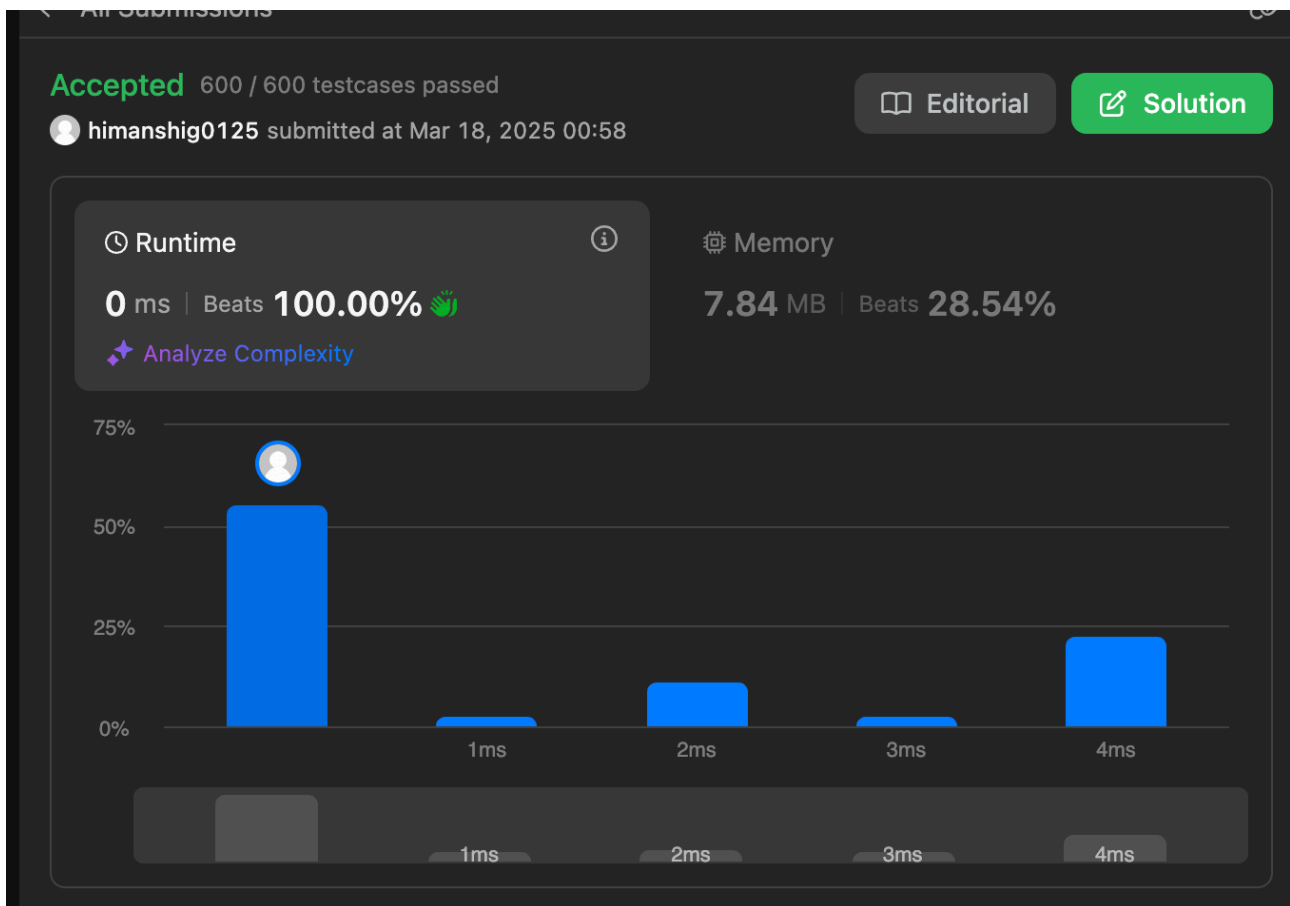 All Submissions
Accepted 600 / 600 testcases passed
himanshig0125 submitted at Mar 18, 2025 00:58
Editorial
Solution
Runtime
0 ms | Beats 100.00%
Analyze Complexity
Memory
7.84 MB | Beats 28.54%
75%
50%
25%
0%
1ms 2ms 3ms 4ms
1ms 2ms 3ms 4ms